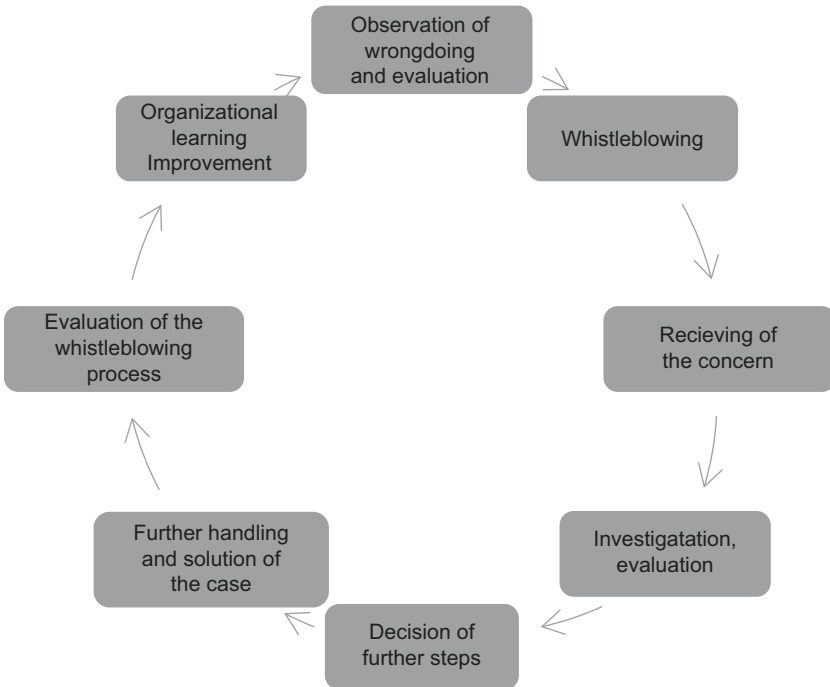 Observation of
wrongdoing
and evaluation
Whistleblowing
Recieving of
the concern
Investigatation,
evaluation
Decision of
further steps
Further handling
and solution of
the case
Evaluation of the
whistleblowing
process
Organizational
learning
Improvement